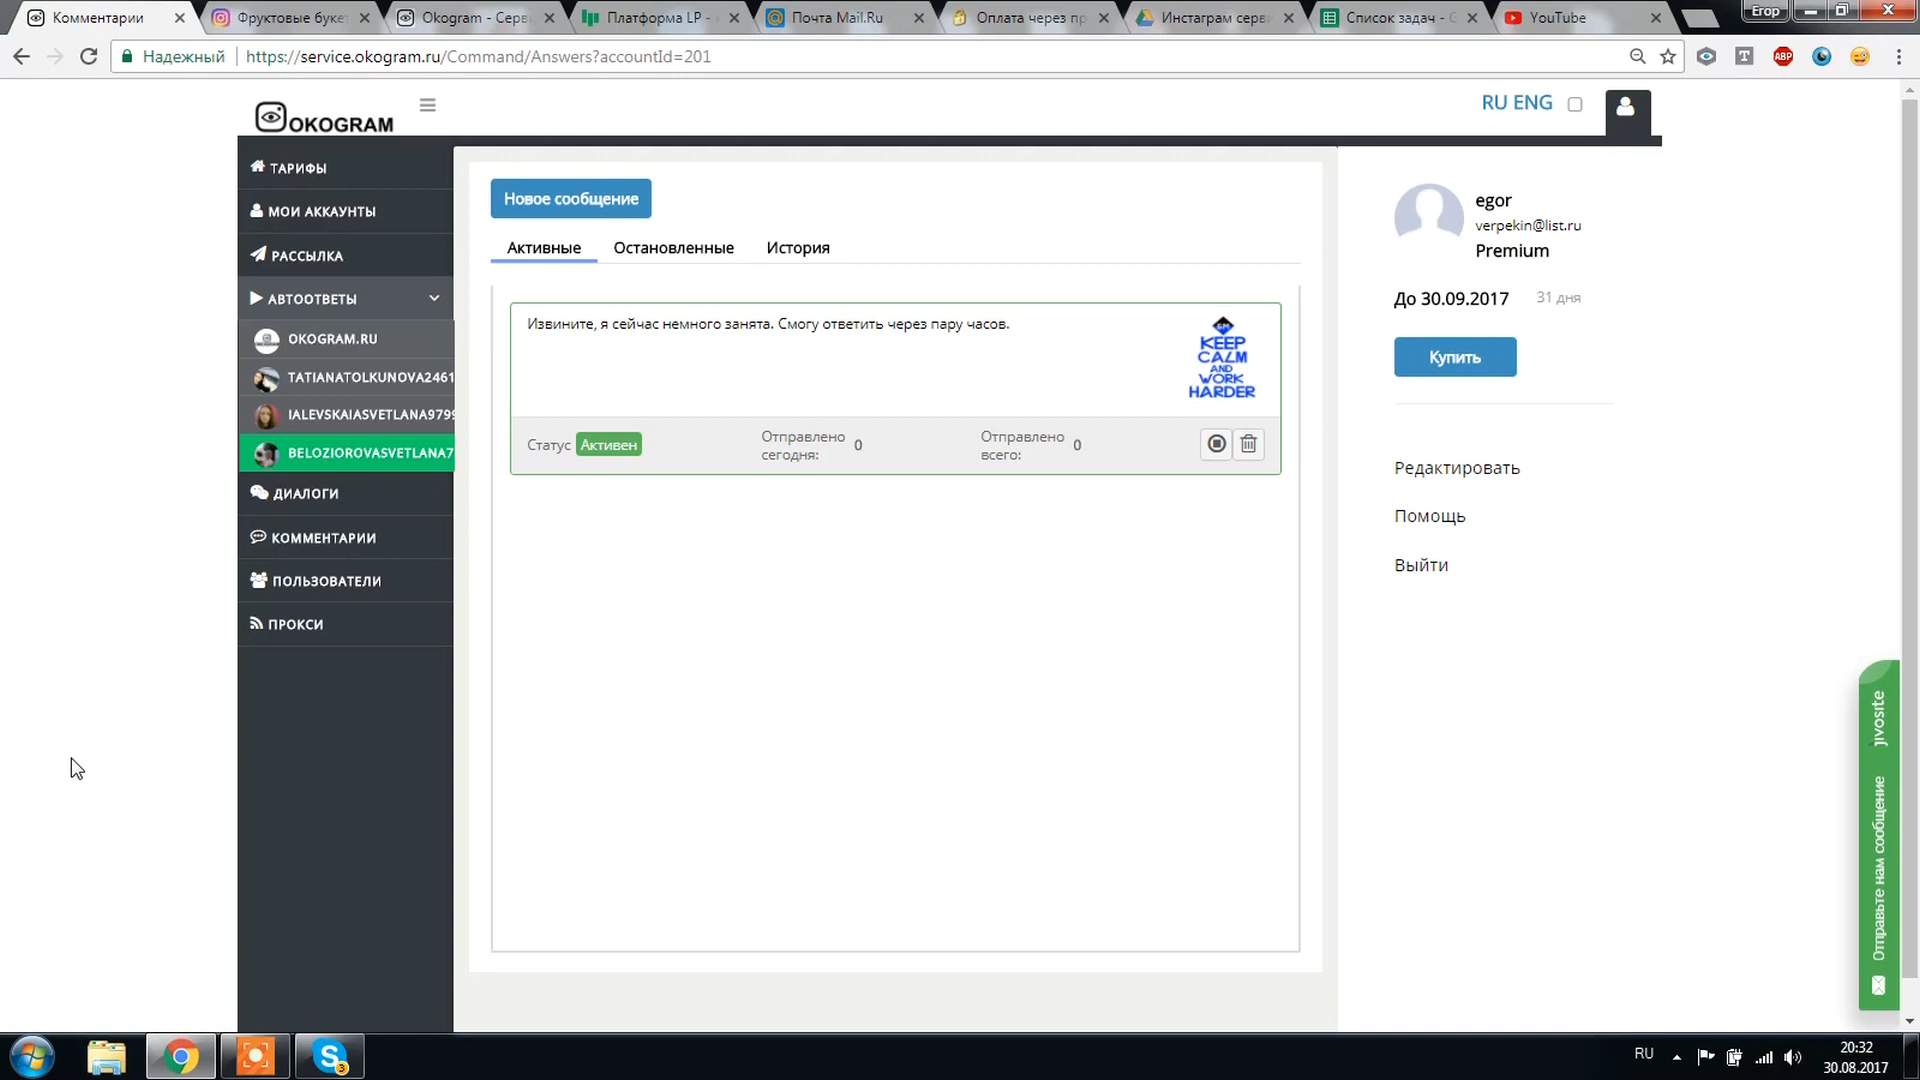 Комментарии
Фруктовые буке
Okogram - Серв
Платформа LP -
Почта Mail.Ru
Оплата через пр
Инстаграм серв
Список задач - G
YouTube
Егор
Надежный
https://service.okogram.ru/Command/Answers?accountId=201
T
ABP
OKOGRAM
RU ENG
ТАРИФЫ
МОИ АККАУНТЫ
РАССЫЛКА
АВТООТВЕТЫ
OKOGRAM.RU
TATIANATOLKUNOVA2461
IALEVSKAIASVETLANA979
BELOZIOROVASVETLANA7
ДИАЛОГИ
КОММЕНТАРИИ
ПОЛЬЗОВАТЕЛИ
ПРОКСИ
Новое сообщение
Активные
Остановленные
История
Извините, я сейчас немного занята. Смогу ответить через пару часов.
KEEP
CALM
AND
WORK
HARDER
Статус Активен
Отправлено
сегодня:
0
Отправлено
всего:
0
egor
verpekin@list.ru
Premium
До 30.09.2017
31 дня
Купить
Редактировать
Помощь
Выйти
jivosite
Отправьте нам сообщение
3
RU
20:32
30.08.2017